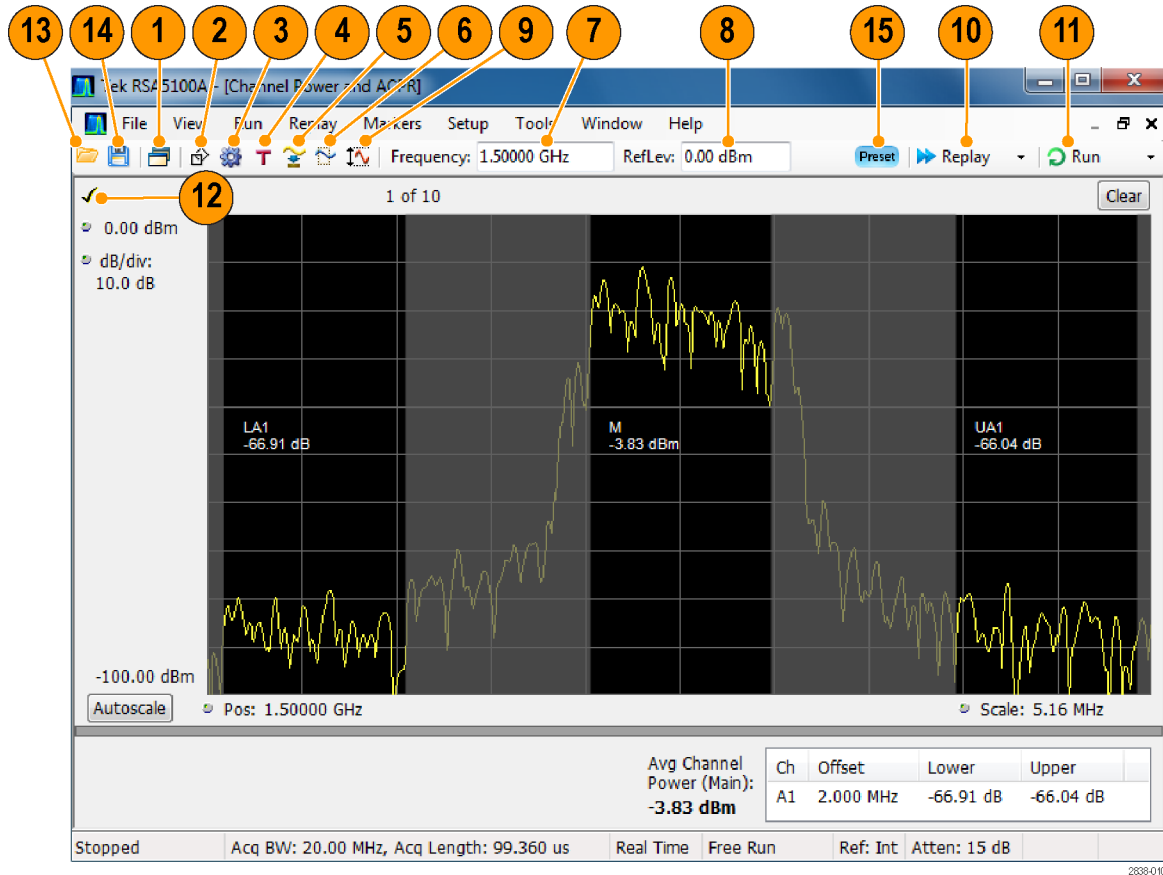 13 14 1 2 3 4 5 6 9 7 8 15 10 11
Tek RSA5100A - [Channel Power and ACPR]
File View Run Replay Markers Setup Tools Window Help
T Frequency: 1.50000 GHz RefLev: 0.00 dBm Preset Replay Run
12
1 of 10 Clear
0.00 dBm
dB/div:
10.0 dB
LA1
-66.91 dB
M
-3.83 dBm
UA1
-66.04 dB
-100.00 dBm
Autoscale Pos: 1.50000 GHz Scale: 5.16 MHz
Avg Channel
Power (Main):
-3.83 dBm
Ch Offset Lower Upper
A1 2.000 MHz -66.91 dB -66.04 dB
Stopped Acq BW: 20.00 MHz, Acq Length: 99.360 us Real Time Free Run Ref: Int Atten: 15 dB